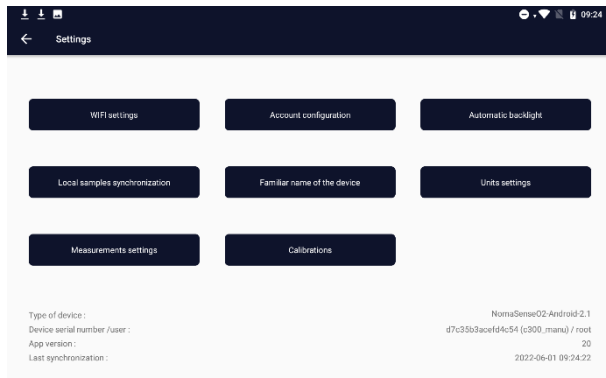 09:24
Settings
WIFI settings
Account configuration
Automatic backlight
Local samples synchronization
Familiar name of the device
Units settings
Measurements settings
Calibrations
Type of device : NomaSenseO2-Android-2.1
Device serial number /user : d7c35b3acefd4c54 (c300_manu) / root
App version : 20
Last synchronization : 2022-06-01 09:24:22